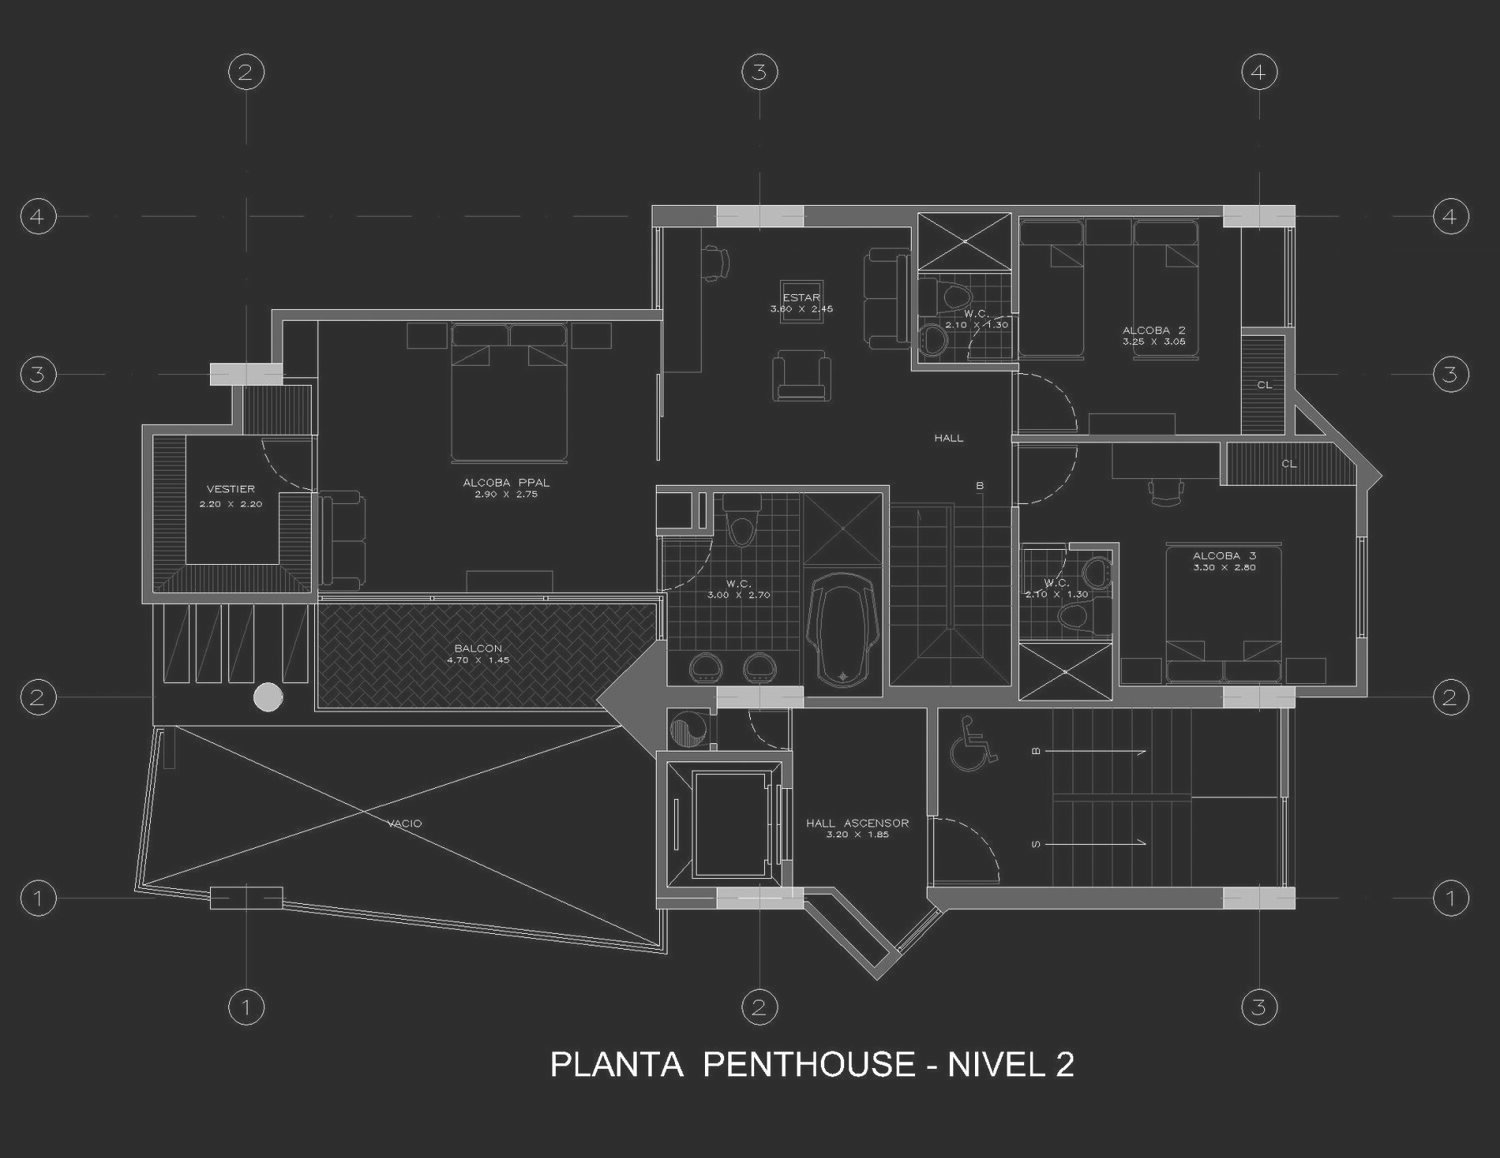 2
3
4
4
4
ESTAR
3.60 X 2.45
W.C.
2.10 X 1.30
ALCOBA 2
3.25 X 3.05
3
3
CL
HALL
CL
ALCOBA PPAL
2.90 X 2.75
VESTIER
2.20 X 2.20
B
ALCOBA 3
3.30 X 2.80
W.C.
3.00 X 2.70
W.C.
2.10 X 1.30
BALCON
4.70 X 1.45
2
2
B
VACIO
HALL ASCENSOR
3.20 X 1.85
S
1
1
1
2
3
PLANTA PENTHOUSE - NIVEL 2